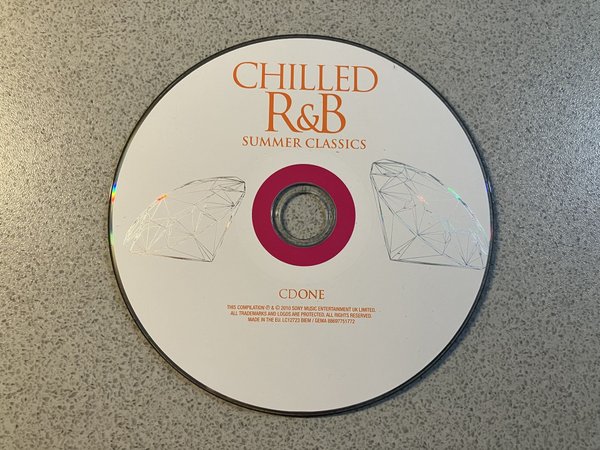 CHILLED
R&B
SUMMER CLASSICS
CDONE
THIS COMPILATION ℗ & © 2010 SONY MUSIC ENTERTAINMENT UK LIMITED.
ALL TRADEMARKS AND LOGOS ARE PROTECTED. ALL RIGHTS RESERVED.
MADE IN THE EU. LC12723 BIEM / GEMA 88697751772